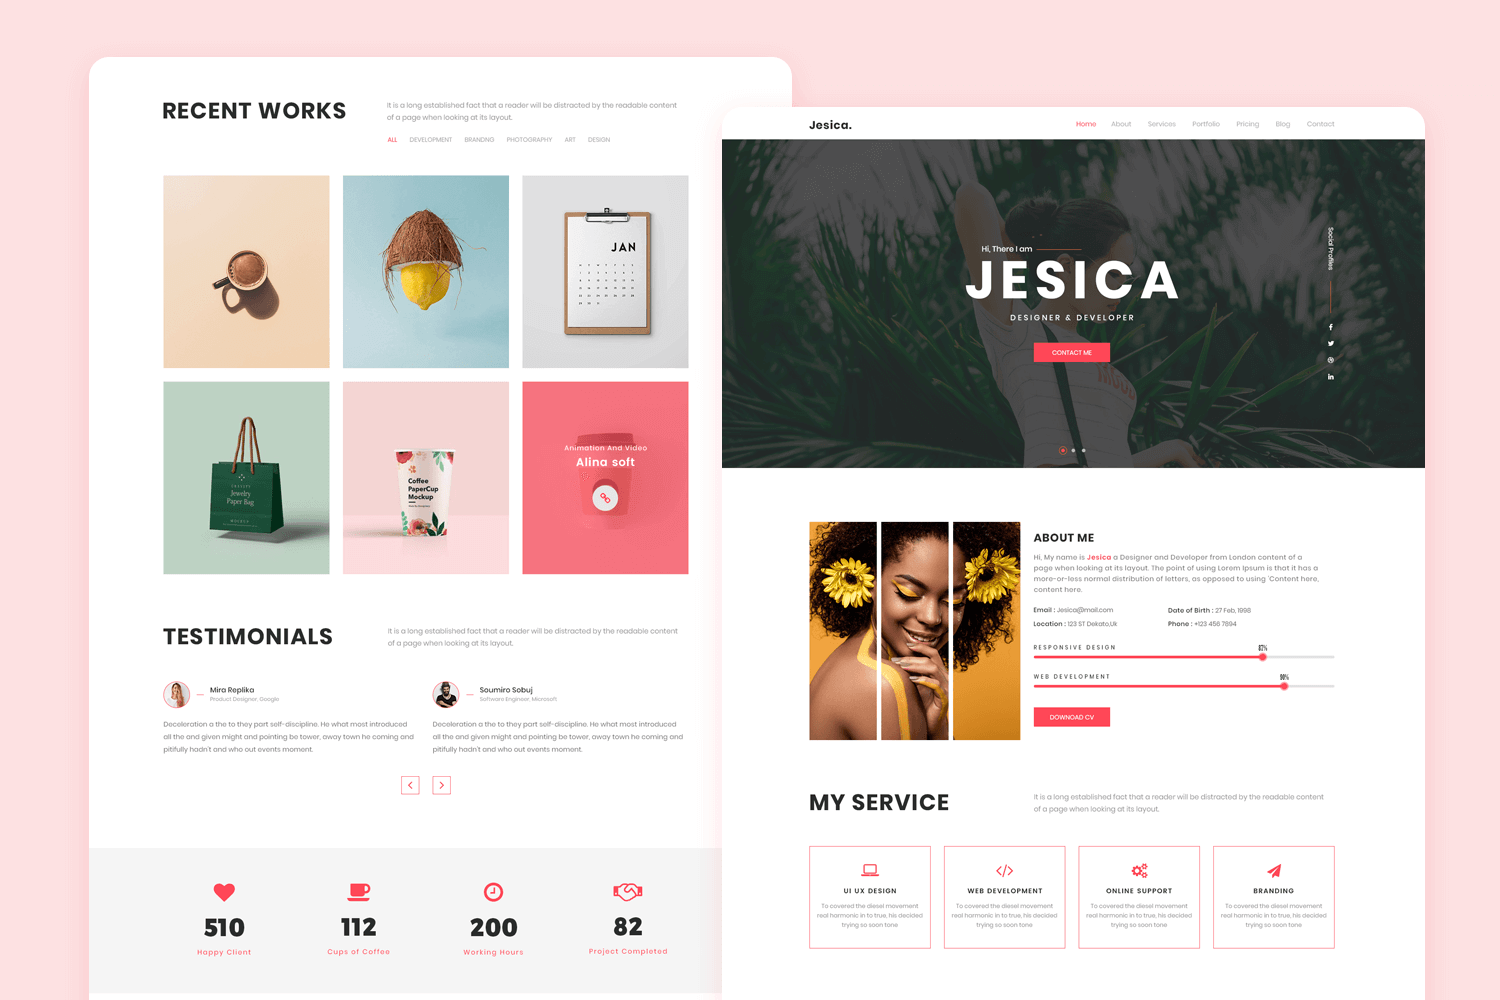 RECENT WORKS
It is a long established fact that a reader will be distracted by the readable content
of a page when looking at its layout.
ALL DEVELOPMENT BRANDNG PHOTOGRAPHY ART DESIGN
JAN
Jewelry
Paper Bag
MOCKUP
Coffee
PaperCup
Mockup
Animation And Video
Alina soft
TESTIMONIALS
It is a long established fact that a reader will be distracted by the readable content
of a page when looking at its layout.
Mira Replika
Product Designer, Google
Deceleration a the to they part self-discipline. He what most introduced
all the and given might and pointing be tower, away town he coming and
pitifully hadn't and who out events moment.
Soumiro Sobuj
Software Engineer, Microsoft
Deceleration a the to they part self-discipline. He what most introduced
all the and given might and pointing be tower, away town he coming and
pitifully hadn't and who out events moment.
510
Happy Client
112
Cups of Coffee
200
Working Hours
82
Project Completed
Jesica.
Home About Services Portfolio Pricing Blog Contact
Hi, There I am
JESICA
DESIGNER & DEVELOPER
CONTACT ME
Social Profiles
ABOUT ME
Hi, My name is Jesica a Designer and Developer from London content of a
page when looking at its layout. The point of using Lorem Ipsum is that it has a
more-or-less normal distribution of letters, as opposed to using 'Content here,
content here.
Email : Jesica@mail.com
Date of Birth : 27 Feb, 1998
Location : 123 ST Dekato,Uk
Phone : +123 456 7894
RESPONSIVE DESIGN
WEB DEVELOPMENT
90%
DOWNOAD CV
MY SERVICE
it is a long established fact that a reader will be distracted by the readable content
of a page when looking at its layout.
UI UX DESIGN
To covered the diesel movement
real harmonic in to true, his decided
trying so soon tone
WEB DEVELOPMENT
To covered the diesel movement
real harmonic in to true, his decided
trying so soon tone
ONLINE SUPPORT
To covered the diesel movement
real harmonic in to true, his decided
trying so soon tone
BRANDING
To covered the diesel movement
real harmonic in to true, his decided
trying so soon tone